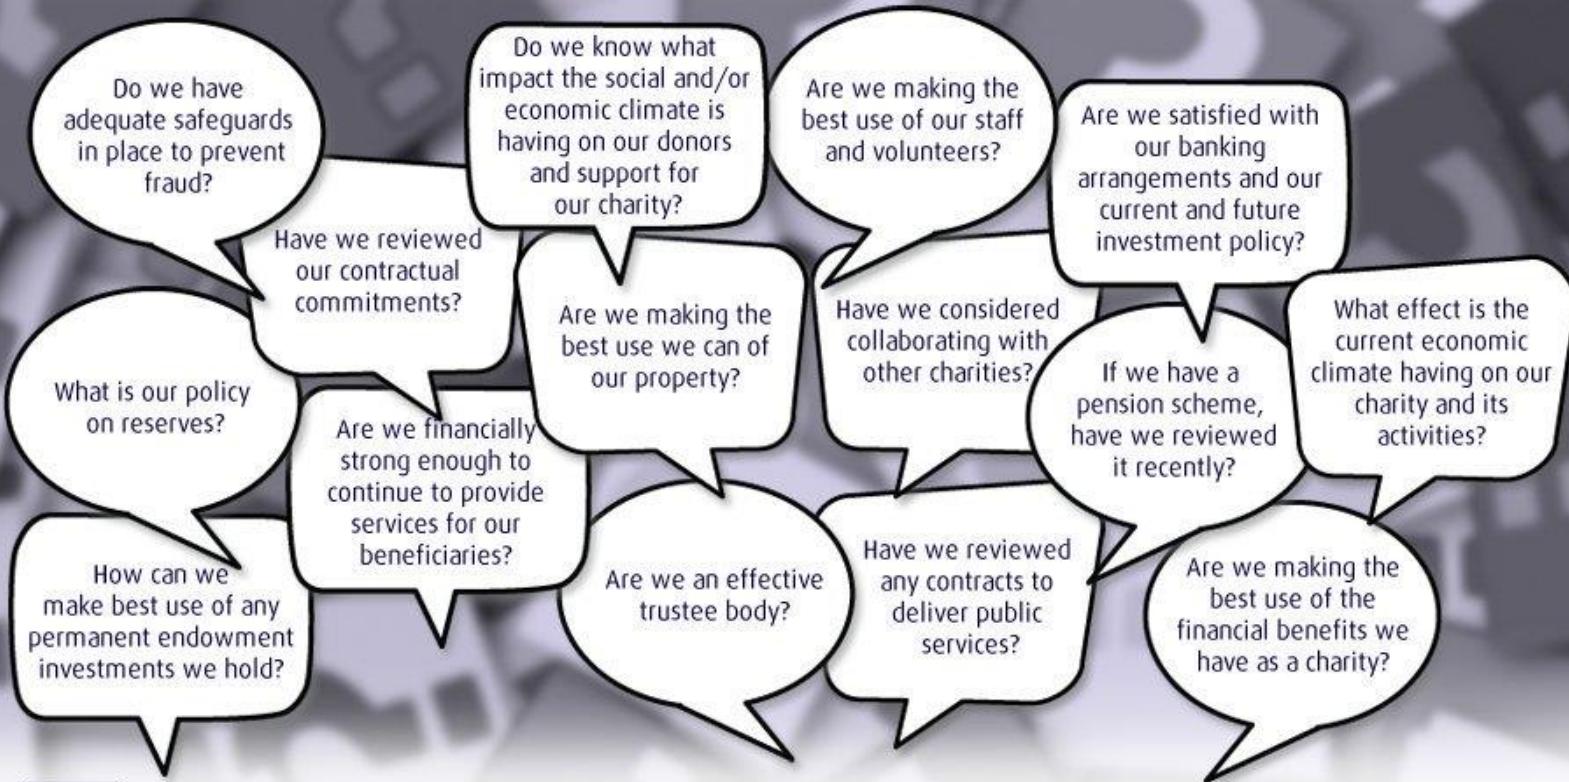 Do we have
adequate safeguards
in place to prevent
fraud?
Do we know what
impact the social and/or
economic climate is
having on our donors
and support for
our charity?
Are we making the
best use of our staff
and volunteers?
Are we satisfied with
our banking
arrangements and our
current and future
investment policy?
Have we reviewed
our contractual
commitments?
Are we making the
best use we can of
our property?
Have we considered
collaborating with
other charities?
What effect is the
current economic
climate having on our
charity and its
activities?
What is our policy
on reserves?
Are we financially
strong enough to
continue to provide
services for our
beneficiaries?
If we have a
pension scheme,
have we reviewed
it recently?
How can we
make best use of any
permanent endowment
investments we hold?
Are we an effective
trustee body?
Have we reviewed
any contracts to
deliver public
services?
Are we making the
best use of the
financial benefits we
have as a charity?